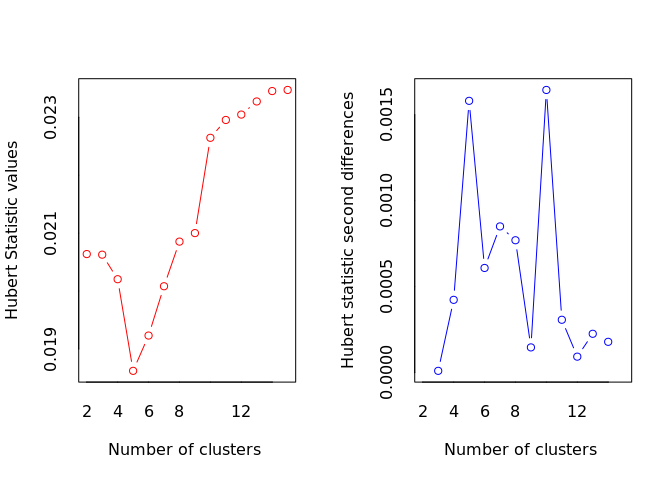 Hubert Statistic values
0.023
0.021
0.019
2 4 6 8 12
Number of clusters
Hubert statistic second differences
0.0015
0.0010
0.0005
0.0000
2 4 6 8 12
Number of clusters